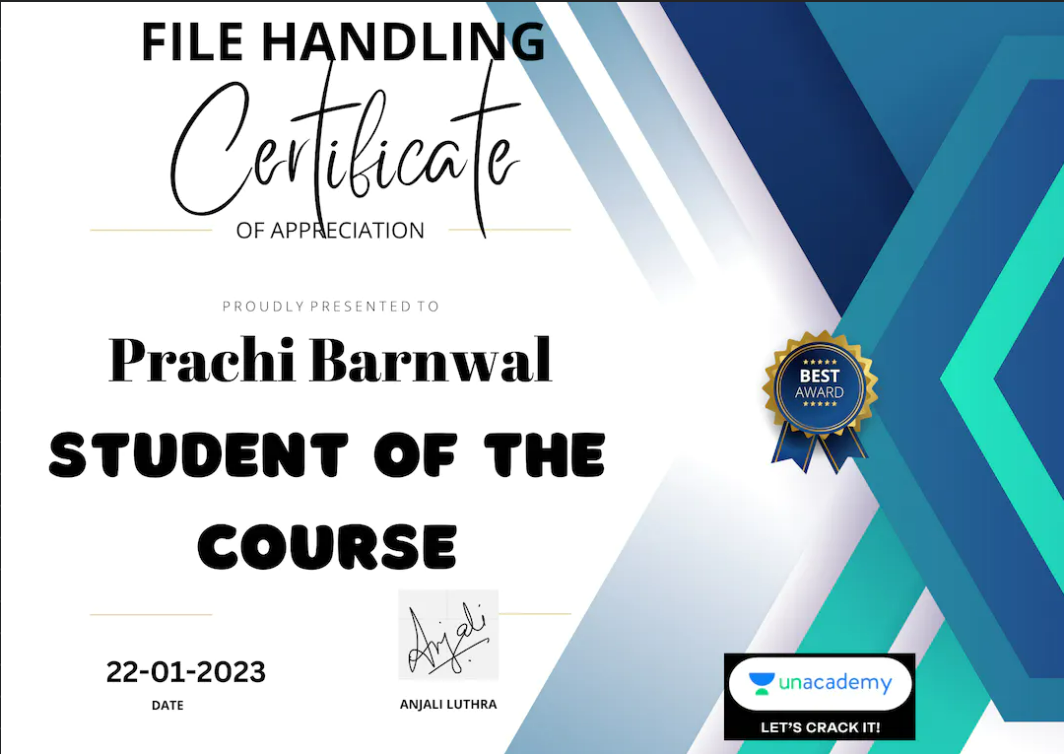 FILE HANDLING
Certificate
OF APPRECIATION
PROUDLY PRESENTED TO
Prachi Barnwal
STUDENT OF THE
COURSE
BEST
AWARD
Anjali
22-01-2023
DATE
ANJALI LUTHRA
unacademy
LET'S CRACK IT!